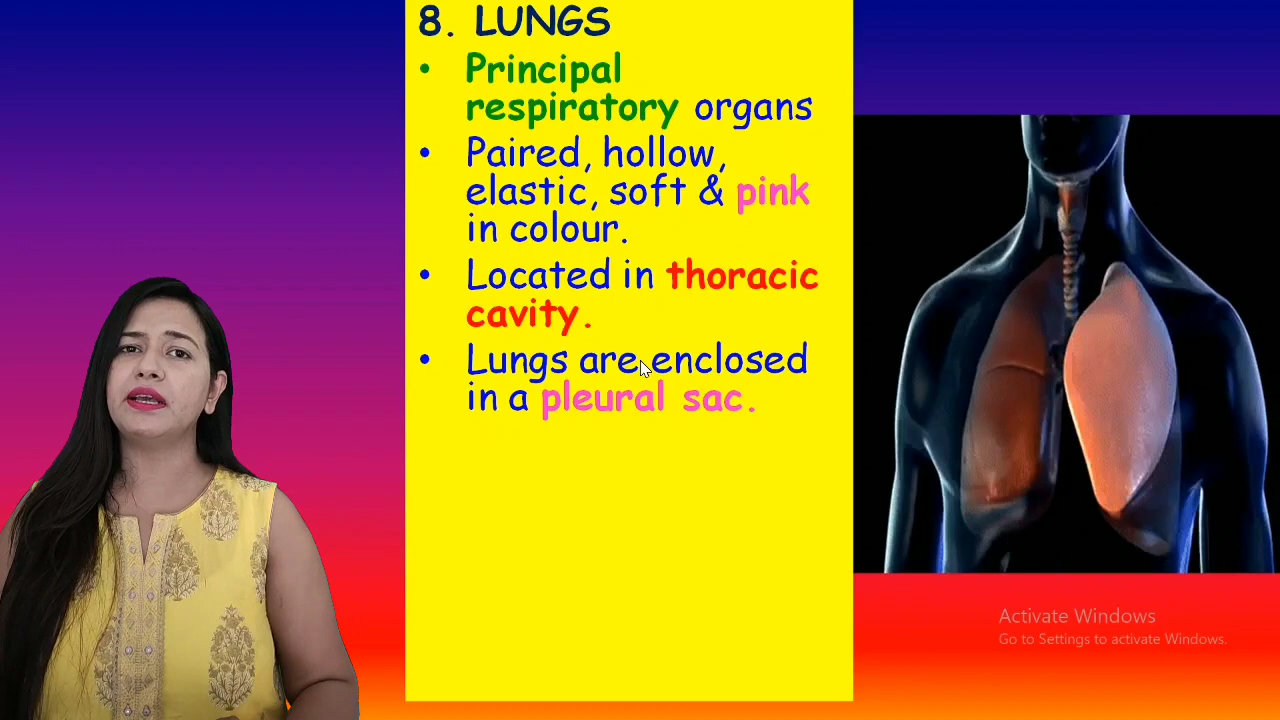 8. LUNGS
• Principal
respiratory organs
• Paired, hollow,
elastic, soft & pink
in colour.
• Located in thoracic
cavity.
• Lungs are enclosed
in a pleural sac.
Activate Windows
Go to Settings to activate Windows.